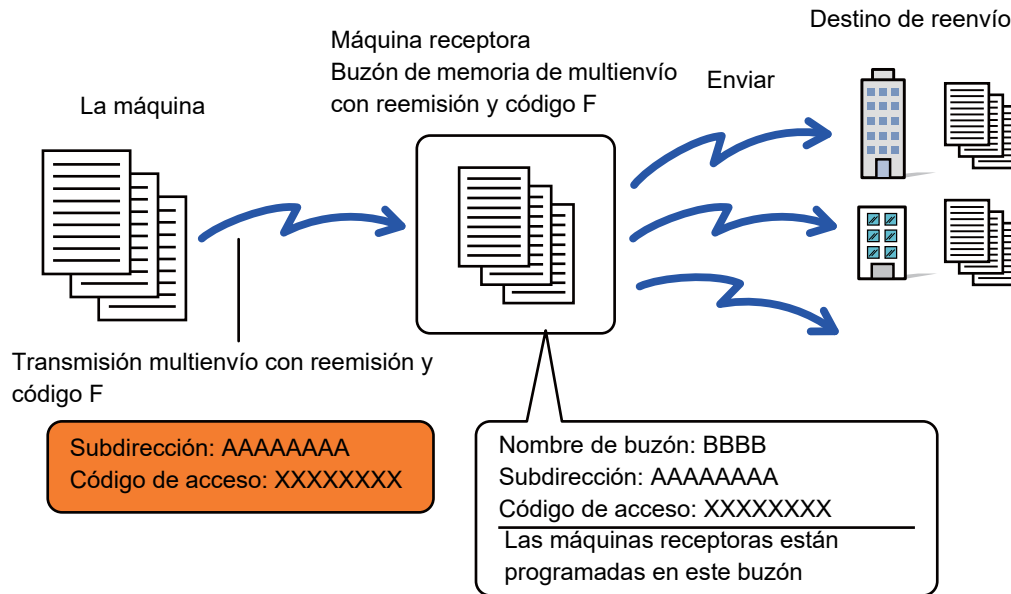 Destino de reenvío
Máquina receptora
Buzón de memoria de multienvío
con reemisión y código F
Enviar
La máquina
Transmisión multienvío con reemisión y
código F
Subdirección: AAAAAAAA
Código de acceso: XXXXXXXX
Nombre de buzón: BBBB
Subdirección: AAAAAAAA
Código de acceso: XXXXXXXX
Las máquinas receptoras están
programadas en este buzón